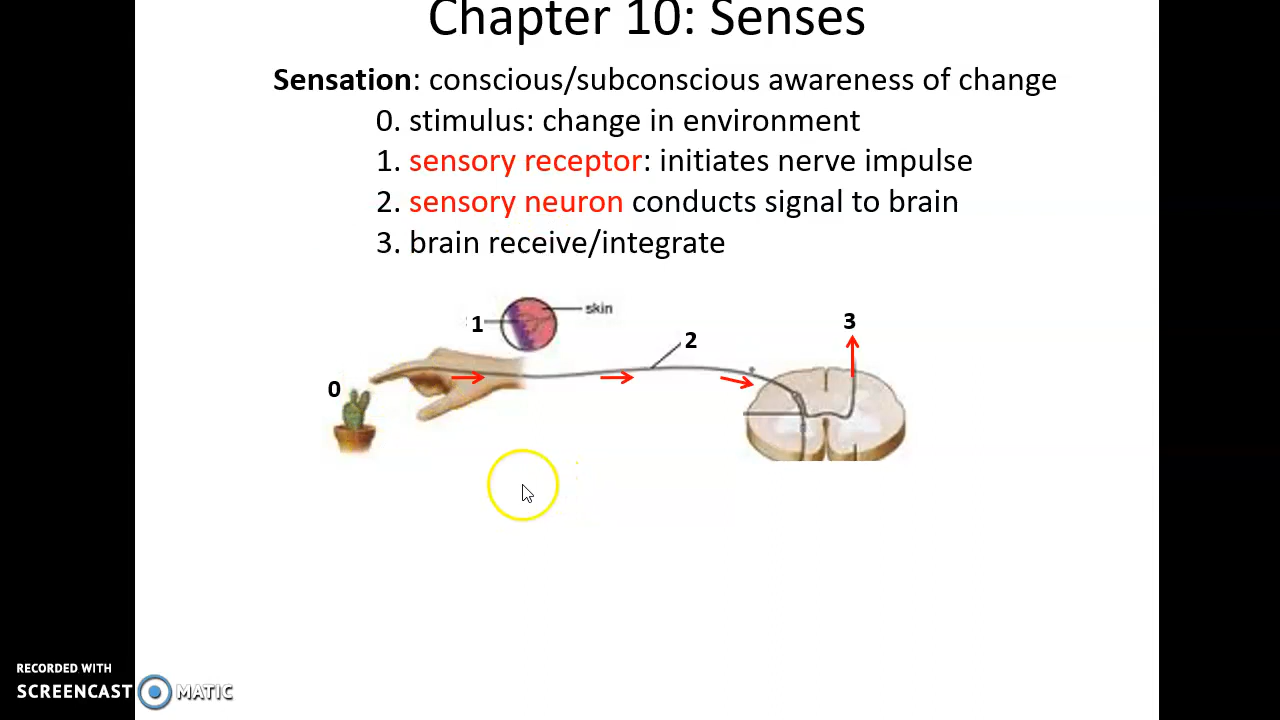 Chapter 10: Senses
Sensation: conscious/subconscious awareness of change
0. stimulus: change in environment
1. sensory receptor: initiates nerve impulse
2. sensory neuron conducts signal to brain
3. brain receive/integrate
skin
1
2
3
0
RECORDED WITH
SCREENCAST MATIC